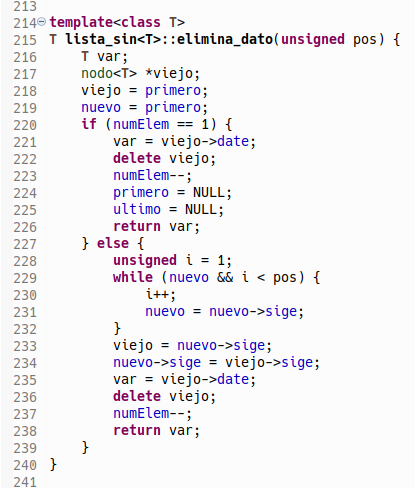 213
214 template<class T>
215 T lista_sin<T>::elimina_dato(unsigned pos) {
216     T var;
217     nodo<T> *viejo;
218     viejo = primero;
219     nuevo = primero;
220     if (numElem == 1) {
221         var = viejo->date;
222         delete viejo;
223         numElem--;
224         primero = NULL;
225         ultimo = NULL;
226         return var;
227     } else {
228         unsigned i = 1;
229         while (nuevo && i < pos) {
230             i++;
231             nuevo = nuevo->sige;
232         }
233         viejo = nuevo->sige;
234         nuevo->sige = viejo->sige;
235         var = viejo->date;
236         delete viejo;
237         numElem--;
238         return var;
239     }
240 }
241